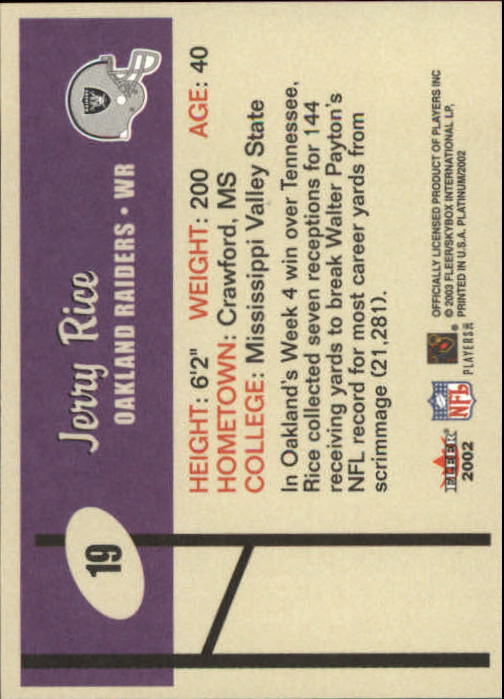 19
Jerry Rice
OAKLAND RAIDERS • WR
RAIDERS
HEIGHT: 6'2" WEIGHT: 200 AGE: 40
HOMETOWN: Crawford, MS
COLLEGE: Mississippi Valley State
In Oakland's Week 4 win over Tennessee,
Rice collected seven receptions for 144
receiving yards to break Walter Payton's
NFL record for most career yards from
scrimmage (21,281).
FLEER
2002
NFL
PLAYERS INC
OFFICIALLY LICENSED PRODUCT OF PLAYERS INC
© 2003 FLEER/SKYBOX INTERNATIONAL LP,
PRINTED IN U.S.A. PLATINUM/2002